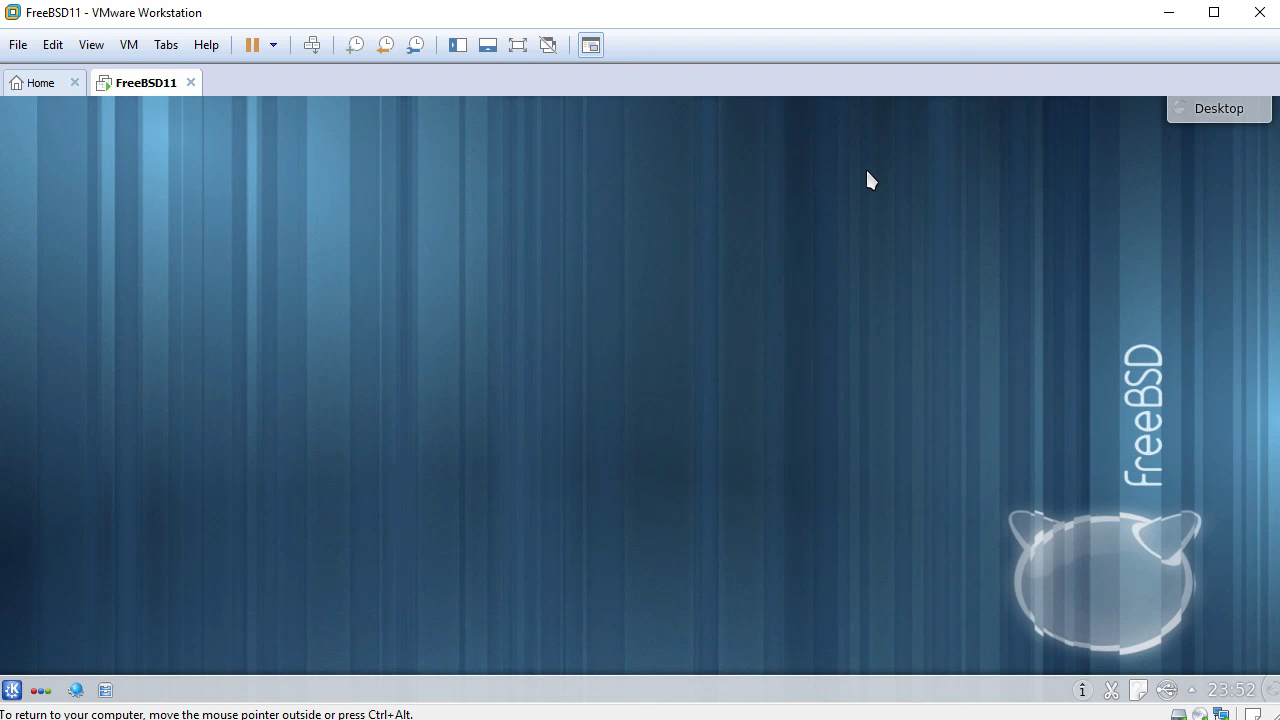 FreeBSD11 - VMware Workstation
File Edit View VM Tabs Help
Home FreeBSD11
Desktop
freeBSD
23:52
To return to your computer, move the mouse pointer outside or press Ctrl+Alt.